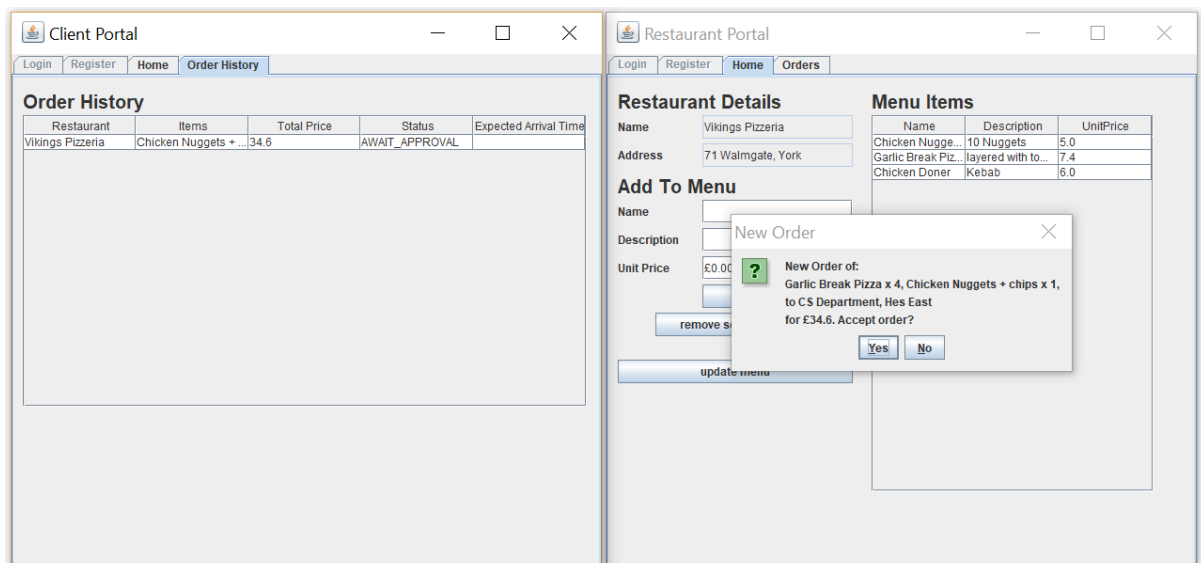 Client Portal
Login Register Home Order History
Order History
Restaurant Items Total Price Status Expected Arrival Time
Vikings Pizzeria Chicken Nuggets + ... 34.6 AWAIT_APPROVAL
Restaurant Portal
Login Register Home Orders
Restaurant Details
Name Vikings Pizzeria
Address 71 Walmgate, York
Add To Menu
Name
Description
Unit Price £0.00
remove se
update menu
Menu Items
Name Description UnitPrice
Chicken Nugge... 10 Nuggets 5.0
Garlic Break Piz... layered with to... 7.4
Chicken Doner Kebab 6.0
New Order
?
New Order of:
Garlic Break Pizza x 4, Chicken Nuggets + chips x 1,
to CS Department, Hes East
for £34.6. Accept order?
Yes No